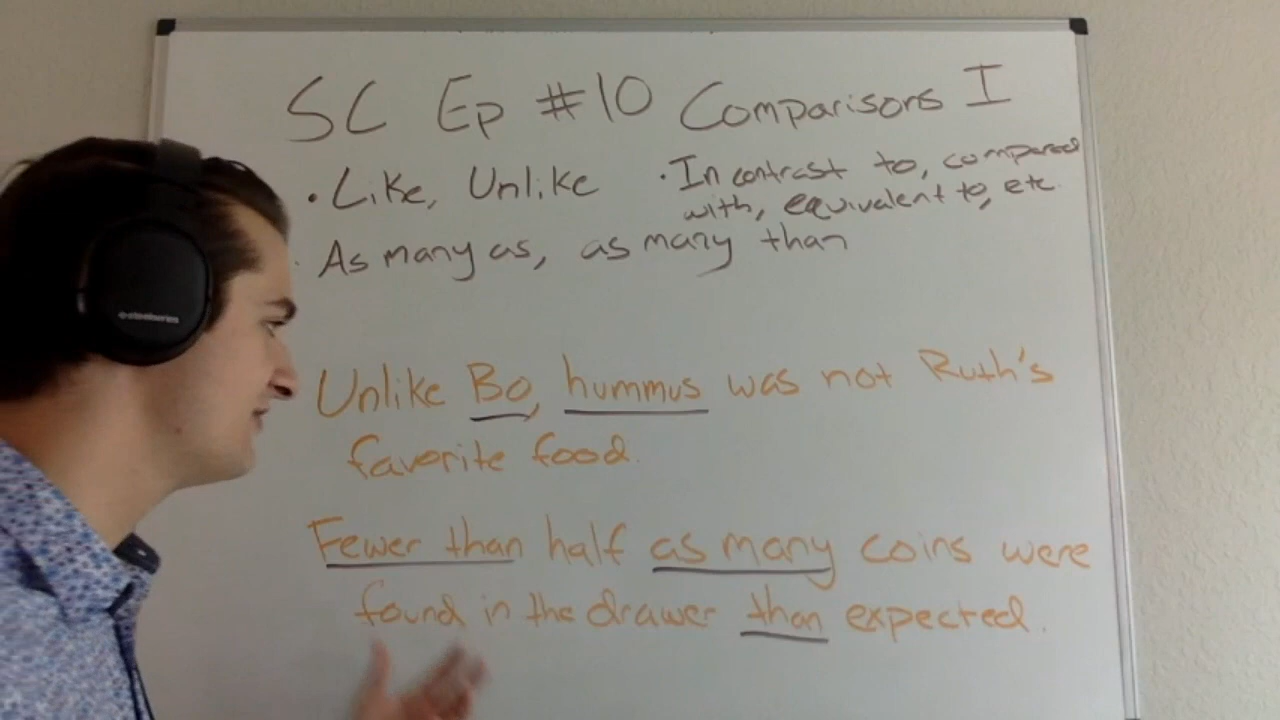 SC Ep #10 Comparisons I
• Like, Unlike
• In contrast to, compared
with, equivalent to, etc.
• As many as, as many than
Unlike Bo, hummus was not Ruth's
favorite food.
Fewer than half as many coins were
found in the drawer than expected.
steelseries